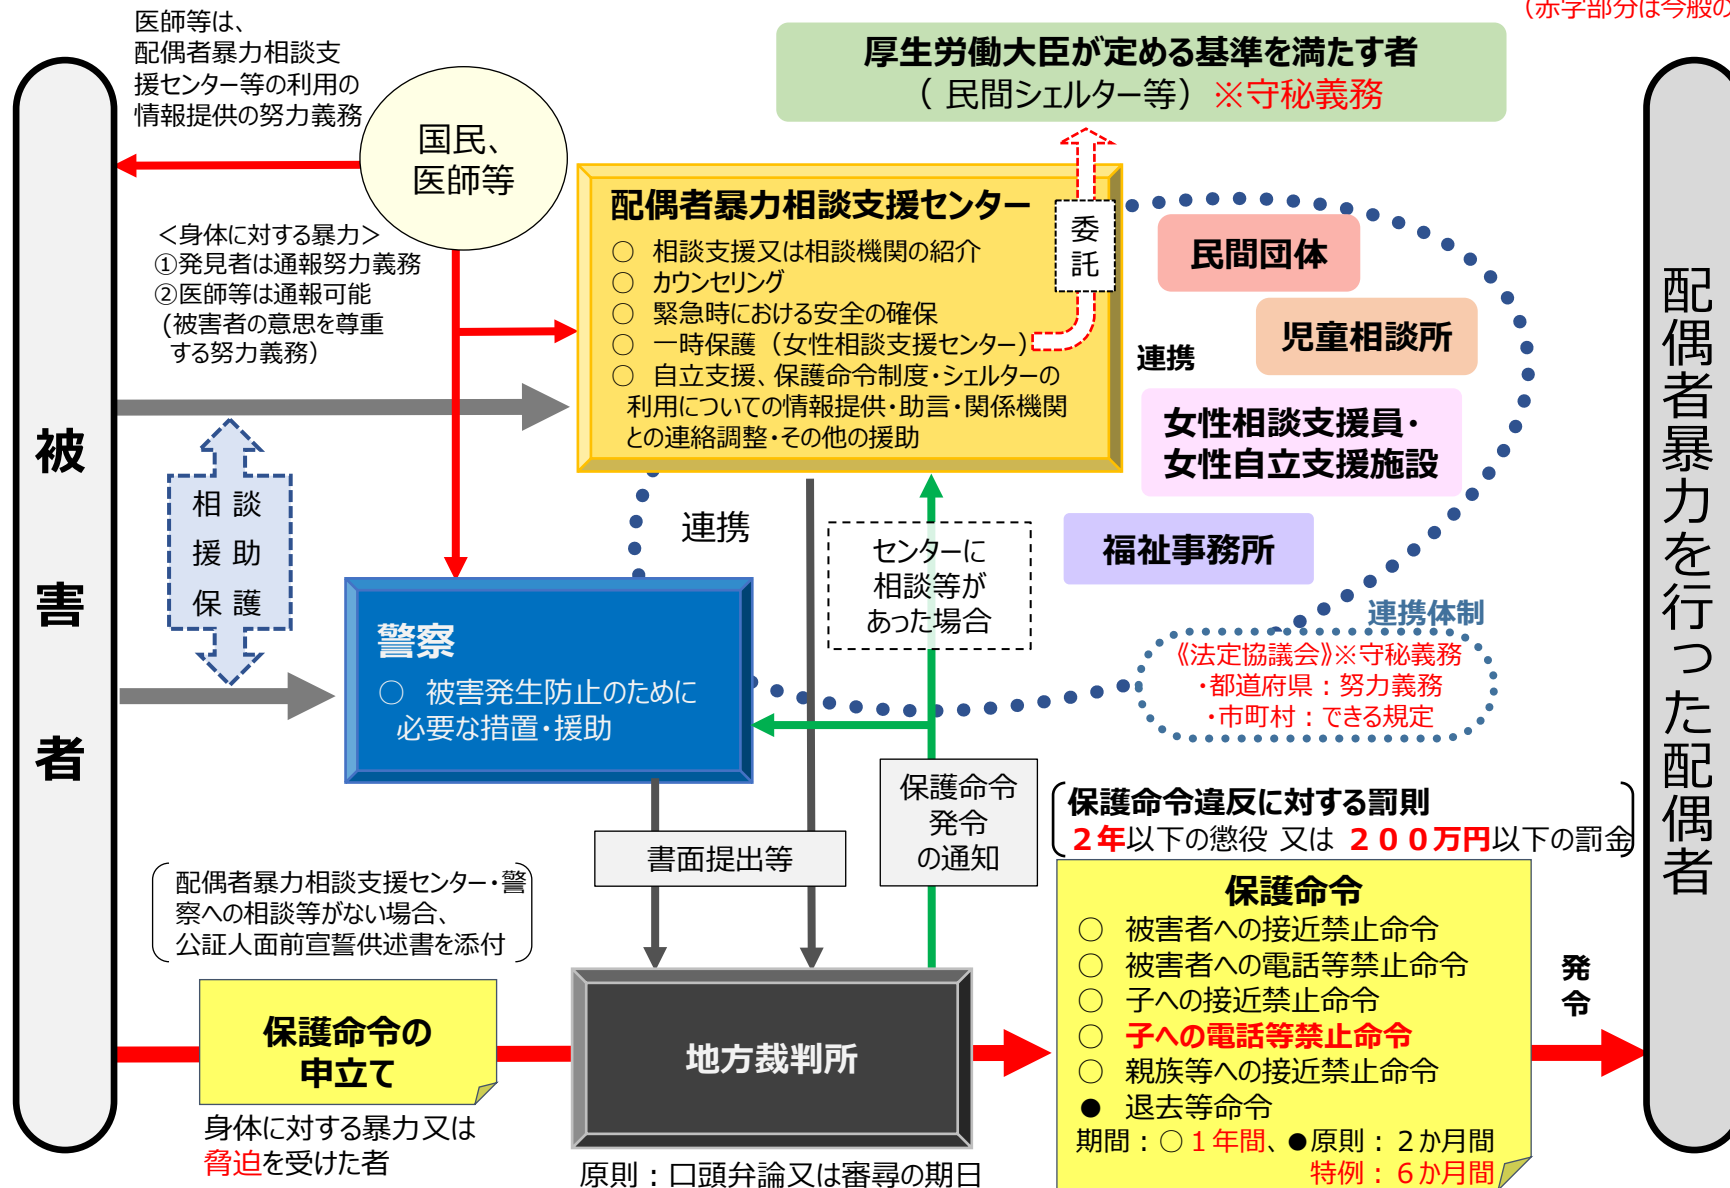 （赤字部分は今般の
医師等は、
配偶者暴力相談支
援センター等の利用の
情報提供の努力義務
国民、
医師等
厚生労働大臣が定める基準を満たす者
（ 民間シェルター等）※守秘義務
＜身体に対する暴力＞
①発見者は通報努力義務
②医師等は通報可能
(被害者の意思を尊重
する努力義務）
配偶者暴力相談支援センター
○ 相談支援又は相談機関の紹介
○ カウンセリング
○ 緊急時における安全の確保
○ 一時保護（女性相談支援センター）
○ 自立支援、保護命令制度・シェルターの
利用についての情報提供・助言・関係機関
との連絡調整・その他の援助
委
託
民間団体
児童相談所
連携
女性相談支援員・
女性自立支援施設
福祉事務所
連携体制
《法定協議会》※守秘義務
・都道府県：努力義務
・市町村：できる規定
被
害
者
相 談
援 助
保 護
連携
センターに
相談等が
あった場合
警察
○ 被害発生防止のために
必要な措置・援助
書面提出等
保護命令
発令
の通知
保護命令違反に対する罰則
２年以下の懲役 又は ２００万円以下の罰金
配偶者暴力相談支援センター・警
察への相談等がない場合、
公証人面前宣誓供述書を添付
保護命令の
申立て
身体に対する暴力又は
脅迫を受けた者
地方裁判所
原則：口頭弁論又は審尋の期日
保護命令
○ 被害者への接近禁止命令
○ 被害者への電話等禁止命令
○ 子への接近禁止命令
○ 子への電話等禁止命令
○ 親族等への接近禁止命令
● 退去等命令
期間：○１年間、●原則：２か月間
特例：６か月間
発
令
配偶者暴力を行った配偶者